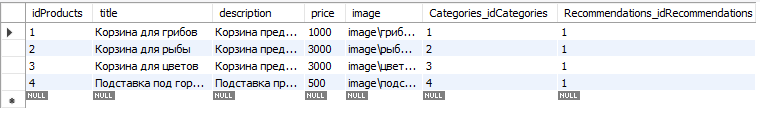 idProducts title description price image Categories_idCategories Recommendations_idRecommendations
1 Корзина для грибов Корзина пред... 1000 image\гриб... 1 1
2 Корзина для рыбы Корзина пред... 3000 image\рыб... 2 1
3 Корзина для цветов Корзина пред... 3000 image\цвет... 3 1
4 Подставка под гор... Подставка пр... 500 image\подс... 4 1
NULL NULL NULL NULL NULL NULL NULL